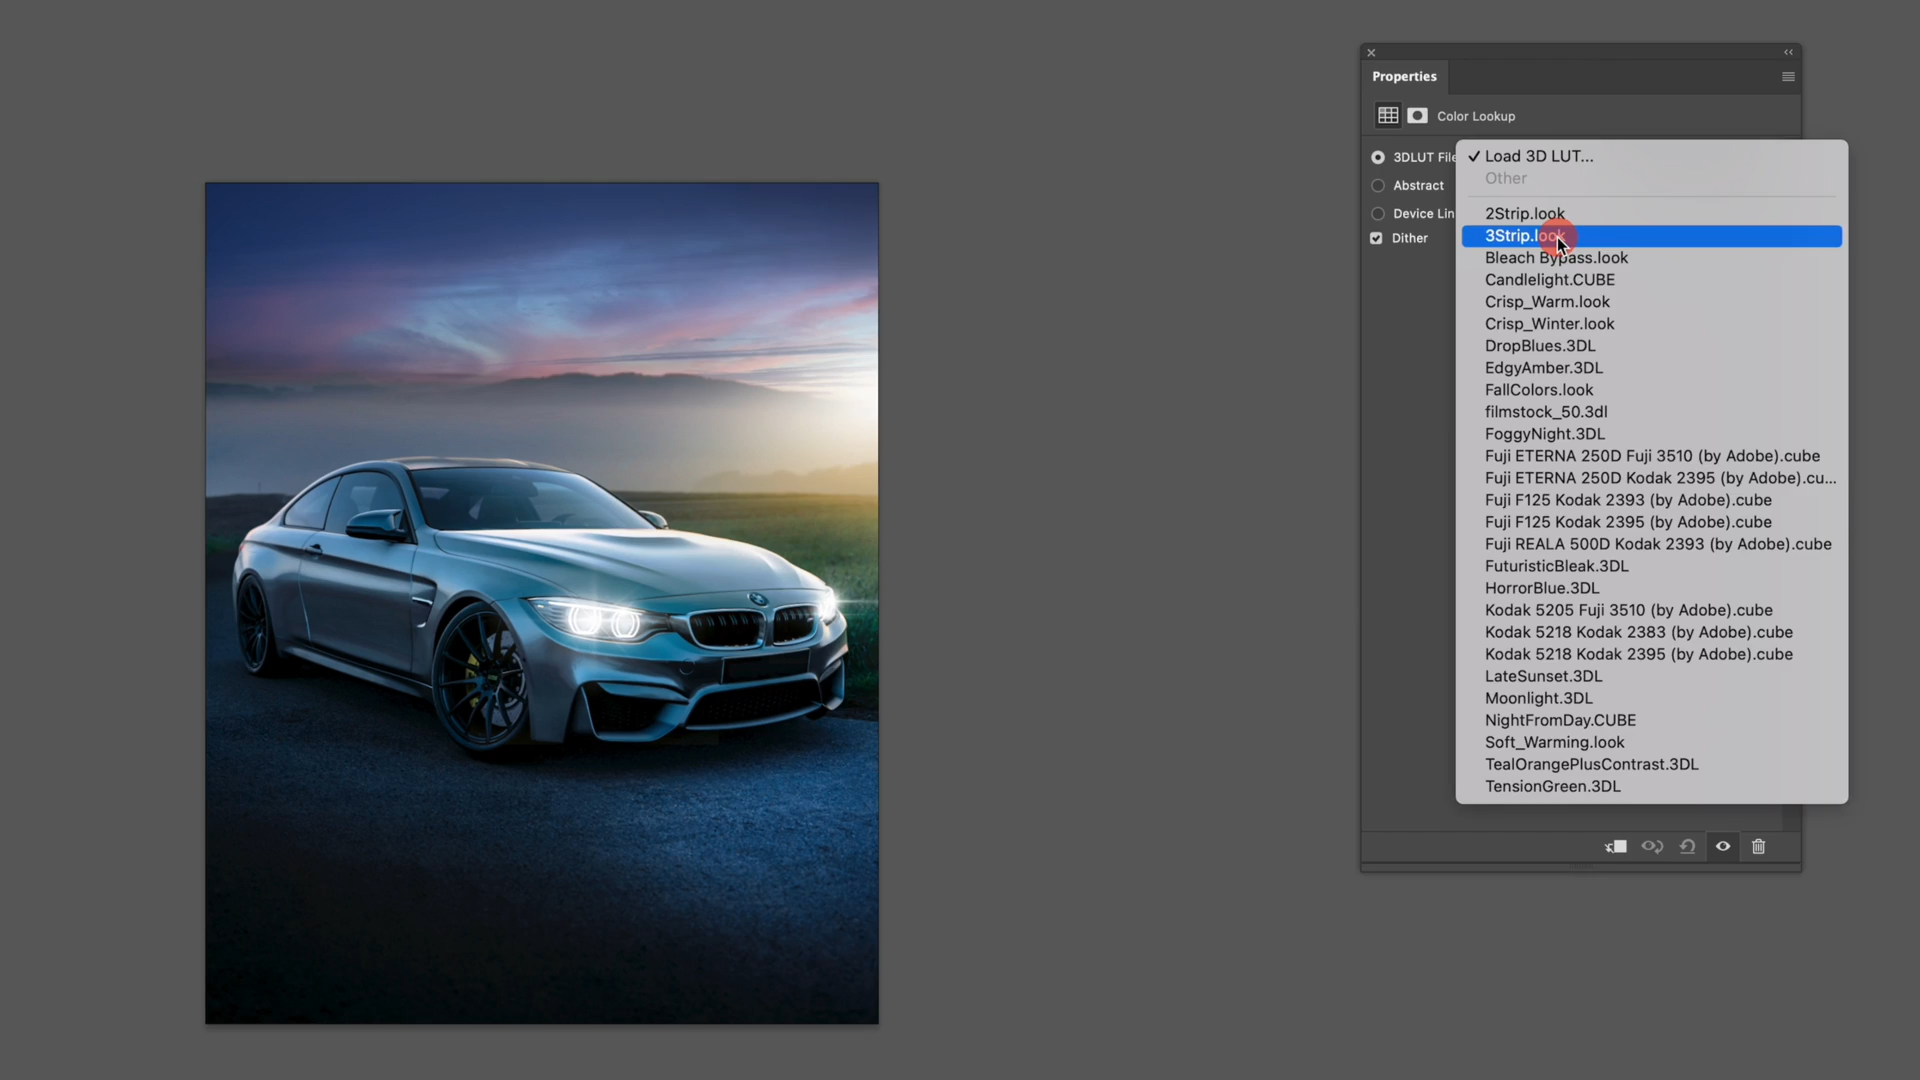 Properties
Color Lookup
3DLUT File
Load 3D LUT...
Abstract
Other
Device Lin
2Strip.look
Dither
3Strip.look
Bleach Bypass.look
Candlelight.CUBE
Crisp_Warm.look
Crisp_Winter.look
DropBlues.3DL
EdgyAmber.3DL
FallColors.look
filmstock_50.3dl
FoggyNight.3DL
Fuji ETERNA 250D Fuji 3510 (by Adobe).cube
Fuji ETERNA 250D Kodak 2395 (by Adobe).cu...
Fuji F125 Kodak 2393 (by Adobe).cube
Fuji F125 Kodak 2395 (by Adobe).cube
Fuji REALA 500D Kodak 2393 (by Adobe).cube
FuturisticBleak.3DL
HorrorBlue.3DL
Kodak 5205 Fuji 3510 (by Adobe).cube
Kodak 5218 Kodak 2383 (by Adobe).cube
Kodak 5218 Kodak 2395 (by Adobe).cube
LateSunset.3DL
Moonlight.3DL
NightFromDay.CUBE
Soft_Warming.look
TealOrangePlusContrast.3DL
TensionGreen.3DL